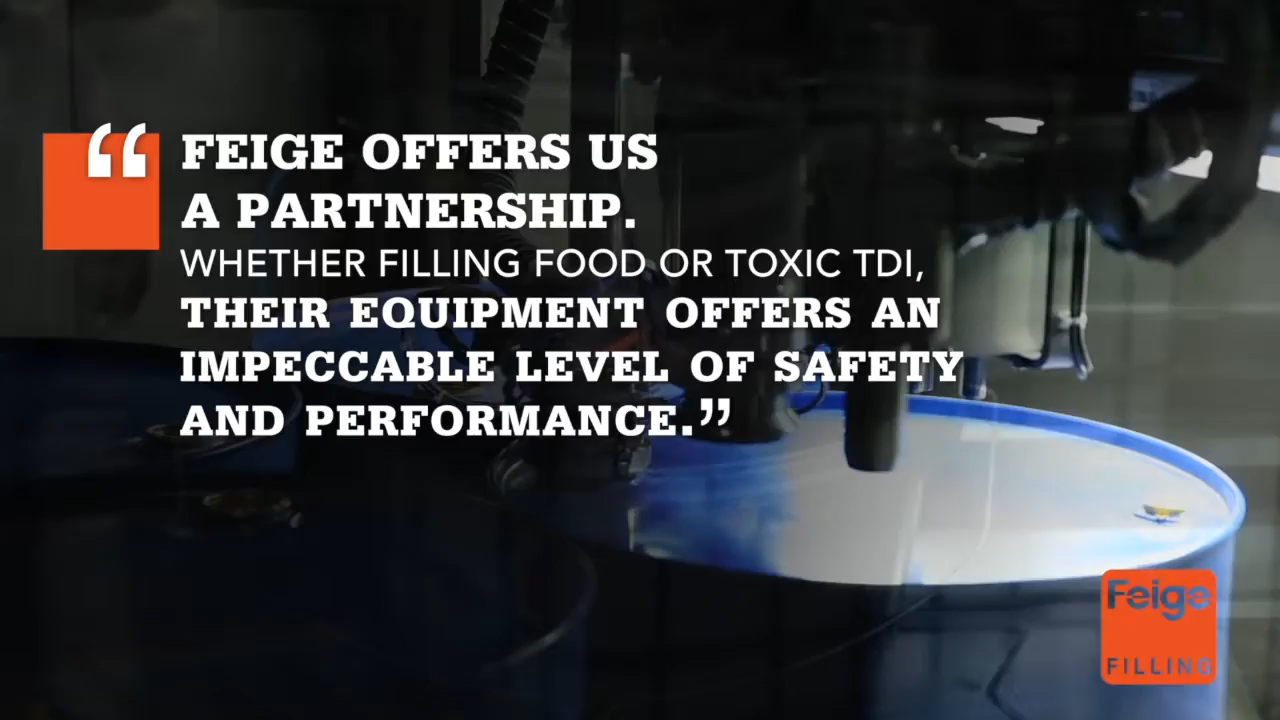 “FEIGE OFFERS US
A PARTNERSHIP.
WHETHER FILLING FOOD OR TOXIC TDI,
THEIR EQUIPMENT OFFERS AN
IMPECCABLE LEVEL OF SAFETY
AND PERFORMANCE.”
Feige
FILLING